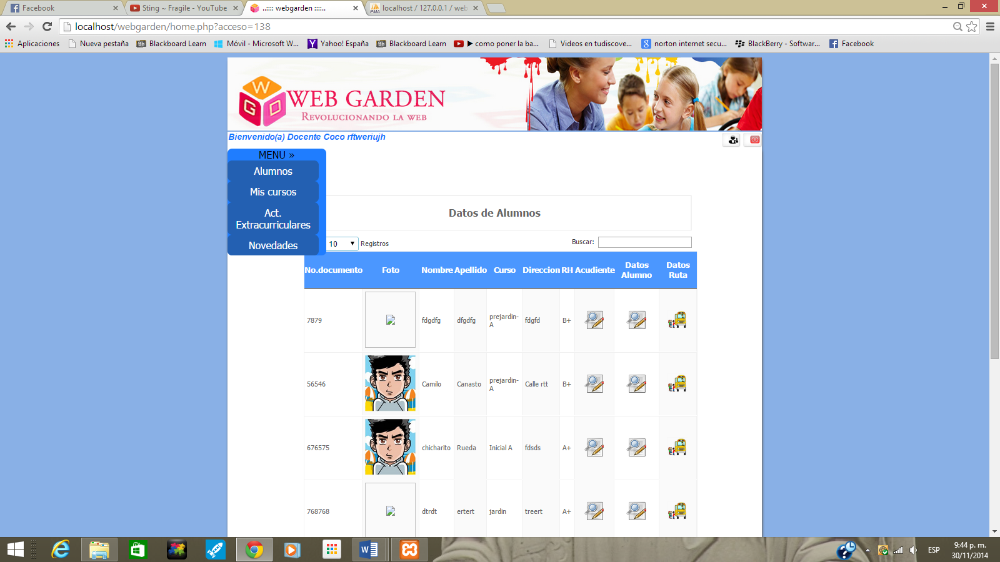 Facebook
Sting ~ Fragile - YouTube
..:::: webgarden ::::..
localhost / 127.0.0.1 / web
localhost/webgarden/home.php?acceso=138
Aplicaciones
Nueva pestaña
Blackboard Learn
Móvil - Microsoft W...
Yahoo! España
Blackboard Learn
▶ como poner la ba...
Videos en tudiscove...
norton internet secu...
BlackBerry - Softwar...
Facebook
W G D
WEB GARDEN
REVOLUCIONANDO LA WEB
Bienvenido(a) Docente Coco rftweriujh
MENU »
Alumnos
Mis cursos
Act.
Extracurriculares
Novedades
Datos de Alumnos
10 Registros
Buscar:
No.documento Foto Nombre Apellido Curso Direccion RH Acudiente Datos Alumno Datos Ruta
7879 fdgdfg dfgdfg prejardin-A fdgfd B+
56546 Camilo Canasto prejardin-A Calle rtt B+
676575 chicharito Rueda Inicial A fdsds A+
768768 dtrdt ertert jardin treert A+
ESP
9:44 p. m.
30/11/2014